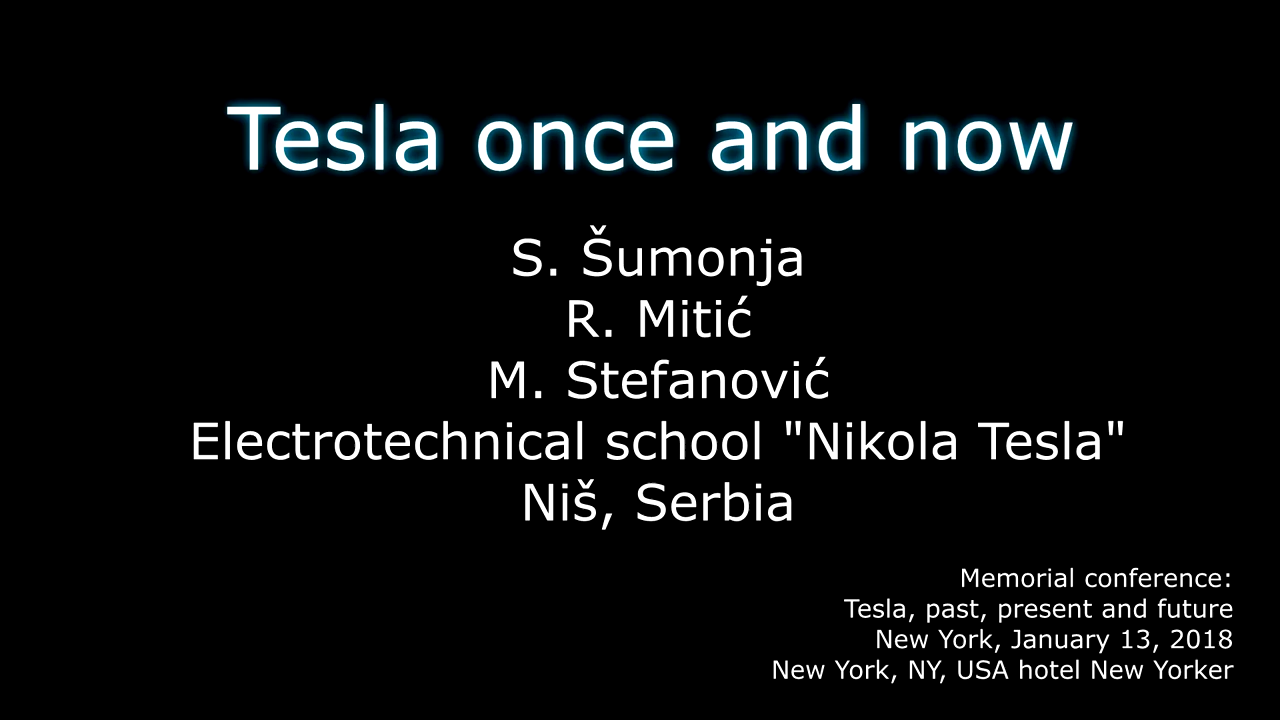 Tesla once and now
S. Šumonja
R. Mitić
M. Stefanović
Electrotechnical school "Nikola Tesla"
Niš, Serbia
Memorial conference:
Tesla, past, present and future
New York, January 13, 2018
New York, NY, USA hotel New Yorker